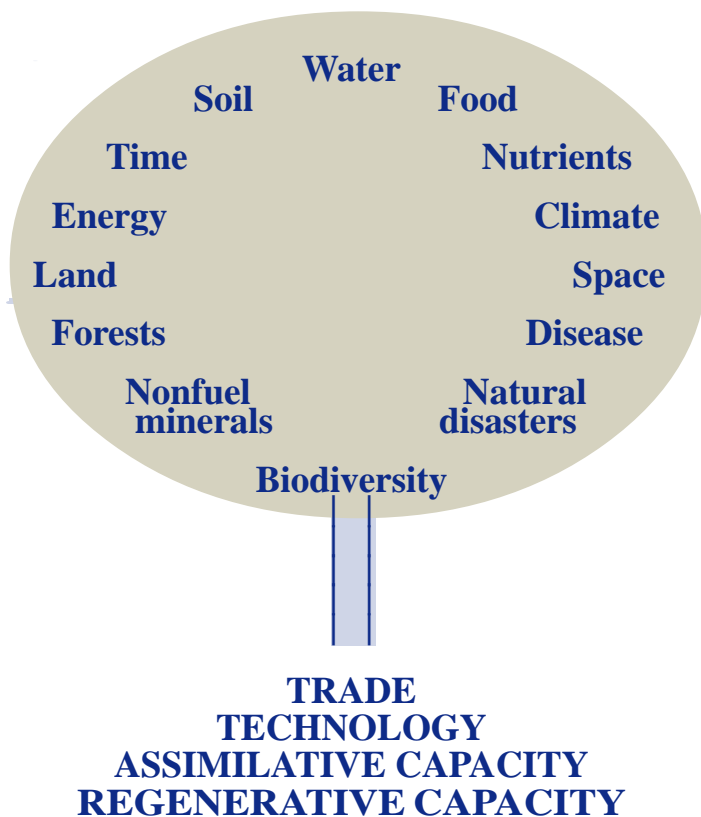 Water
Soil
Food
Time
Nutrients
Energy
Climate
Land
Space
Forests
Disease
Nonfuel
minerals
Natural
disasters
Biodiversity
TRADE
TECHNOLOGY
ASSIMILATIVE CAPACITY
REGENERATIVE CAPACITY